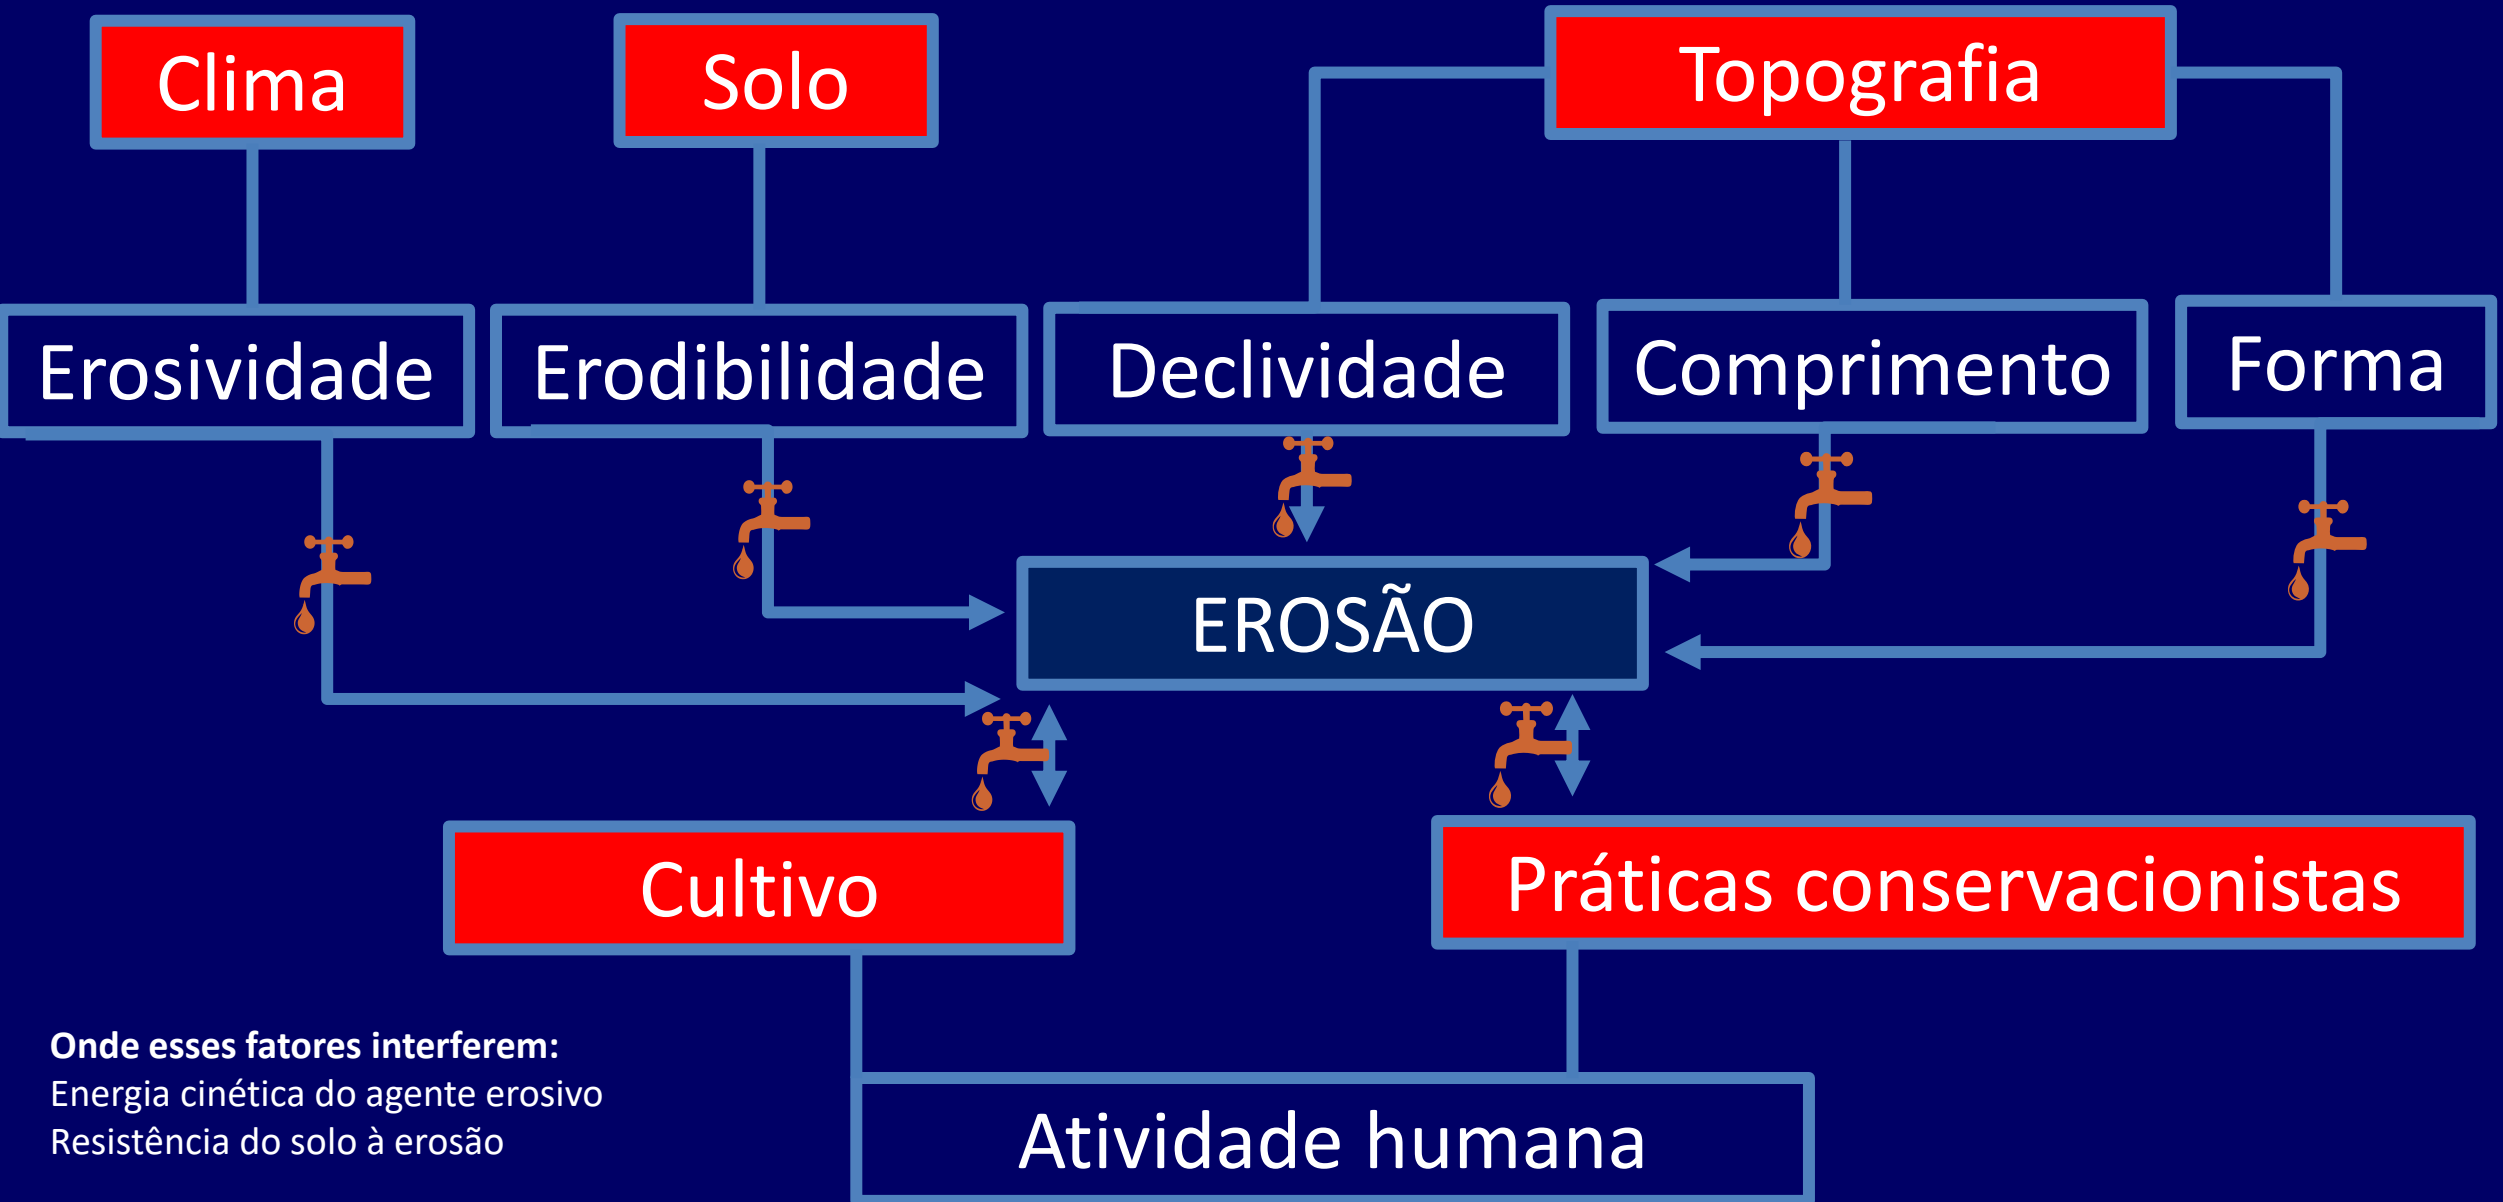 Clima
Solo
Topografia
Erosividade
Erodibilidade
Declividade
Comprimento
Forma
EROSÃO
Cultivo
Práticas conservacionistas
Onde esses fatores interferem:
Energia cinética do agente erosivo
Resistência do solo à erosão
Atividade humana